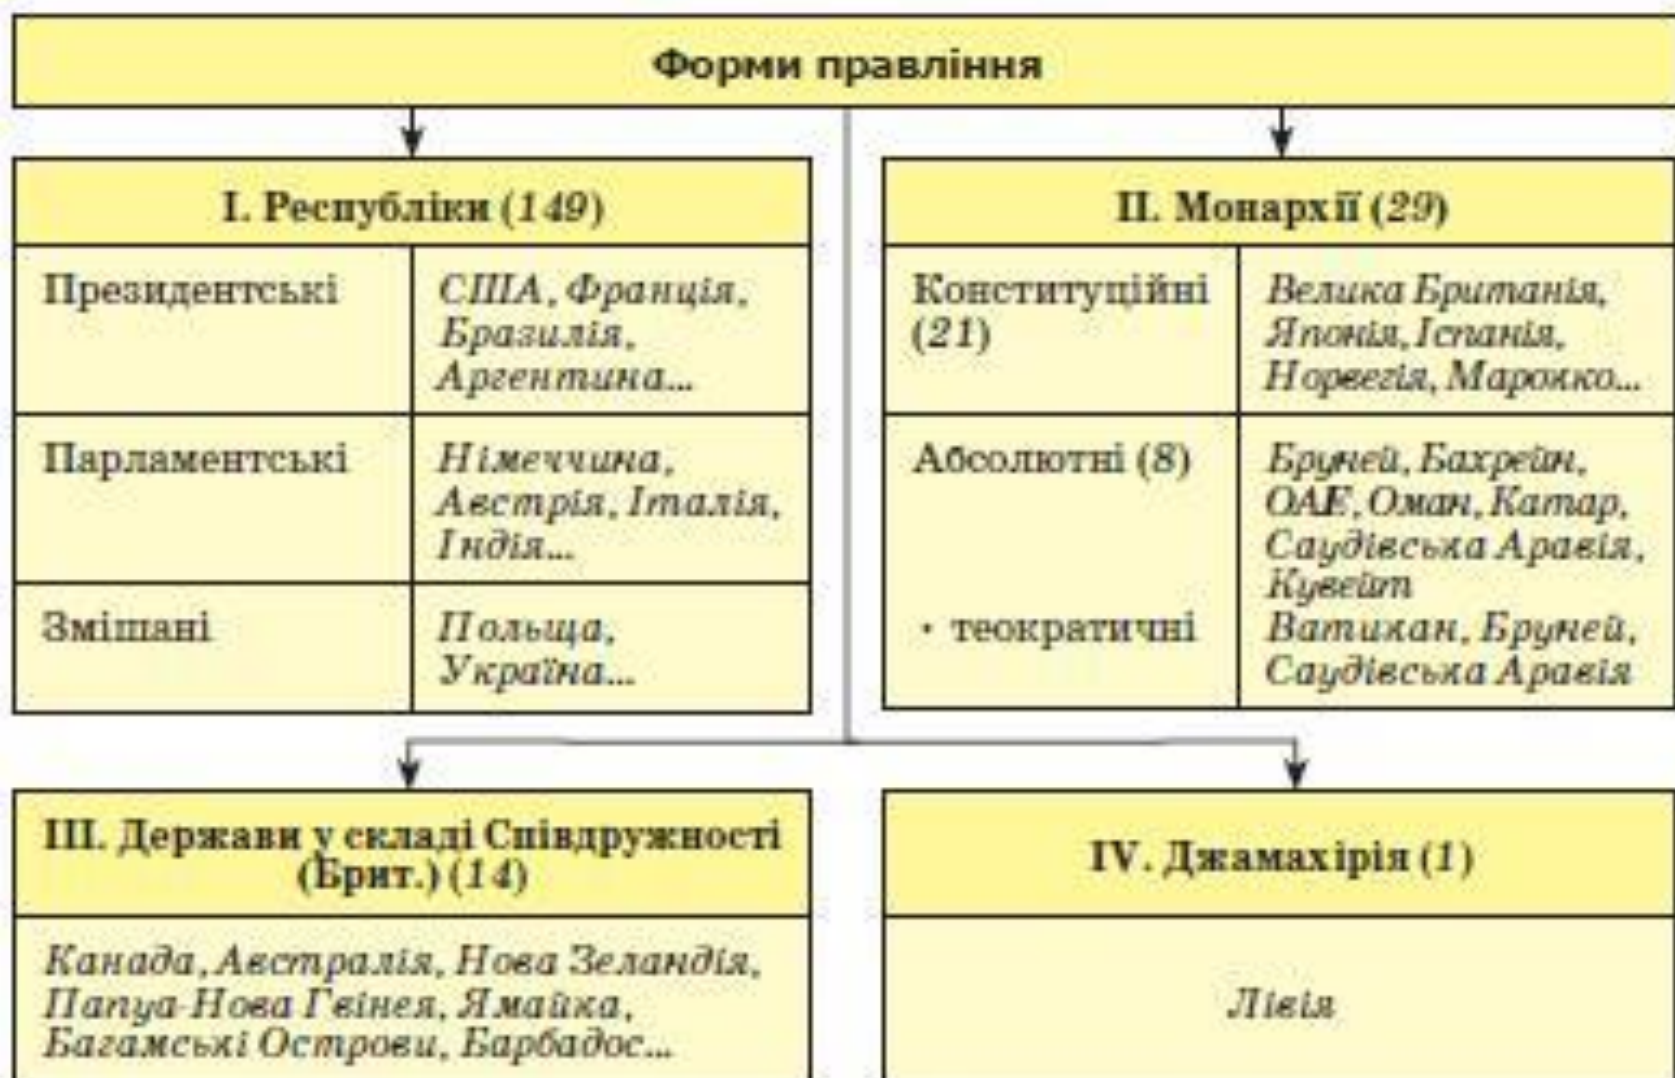 Форми правління
І. Республіки (149)
Президентські
США, Франція,
Бразилія,
Аргентина...
Парламентські
Німеччина,
Австрія, Італія,
Індія...
Змішані
Польща,
Україна...
ІІ. Монархії (29)
Конституційні
(21)
Велика Британія,
Японія, Іспанія,
Норвегія, Марокко...
Абсолютні (8)
Бруней, Бахрейн,
ОАЕ, Оман, Катар,
Саудівська Аравія,
Кувейт
• теократичні
Ватикан, Бруней,
Саудівська Аравія
ІІІ. Держави у складі Співдружності
(Брит.) (14)
Канада, Австралія, Нова Зеландія,
Папуа-Нова Гвінея, Ямайка,
Багамські Острови, Барбадос...
IV. Джамахірія (1)
Лівія